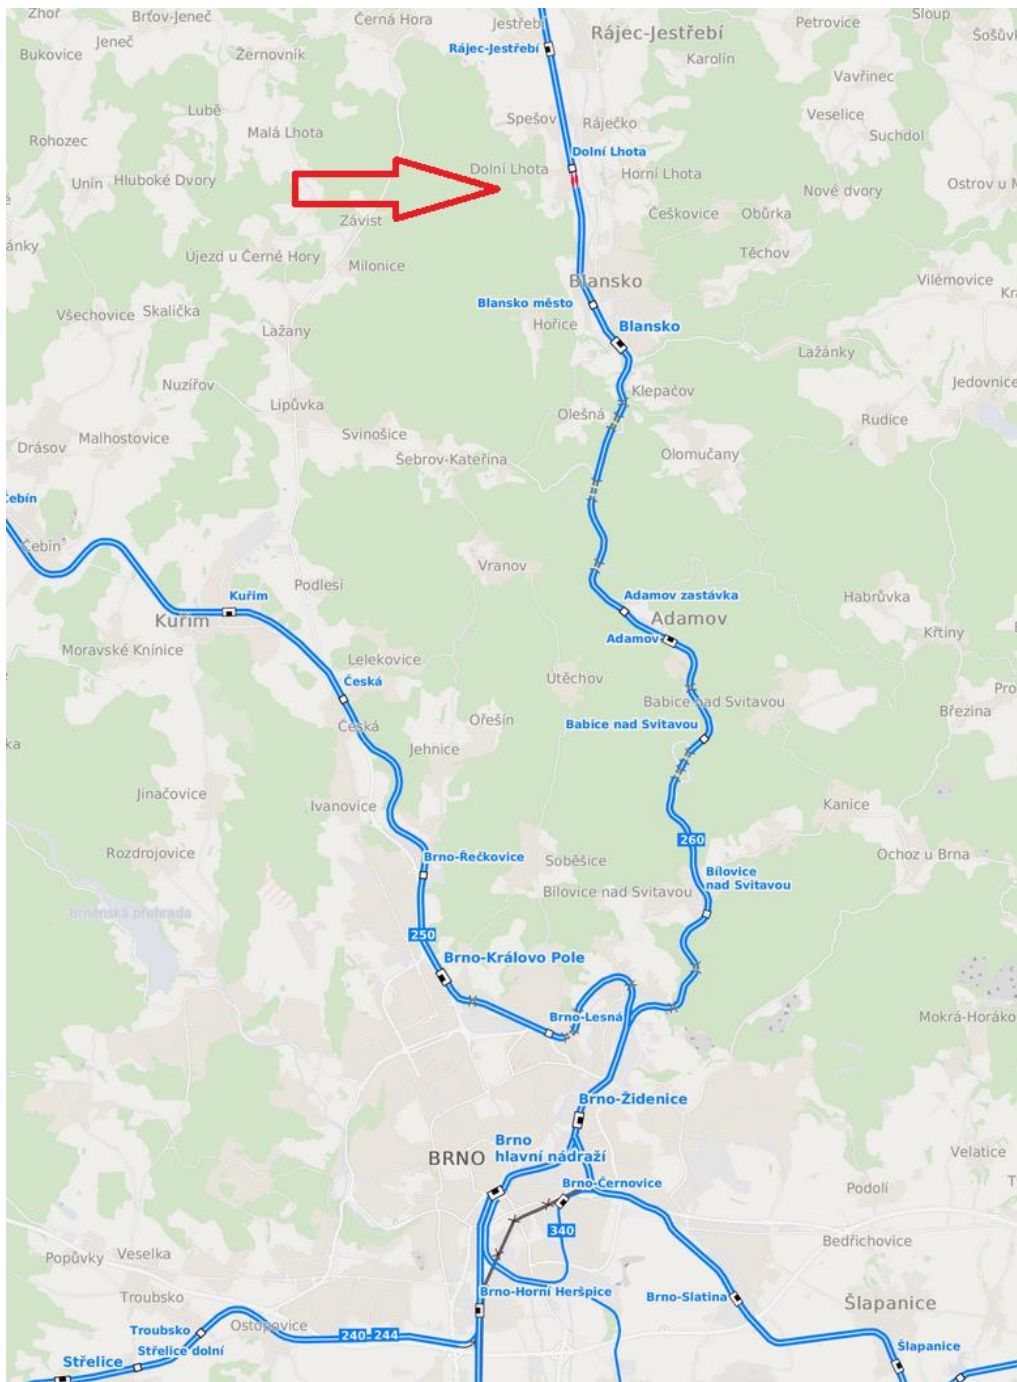 Zhoř
Brťov-Jeneč
Černá Hora
Jestřebí
Rájec-Jestřebí
Petrovice
Sloup
Jeneč
Bukovice
Žernovník
Rájec-Jestřebí
Karolín
Vavřinec
Lubě
Malá Lhota
Spešov
Ráječko
Veselice
Suchdol
Rohozec
Dolní Lhota
Dolní Lhota
Horní Lhota
Unín
Hluboké Dvory
Nové dvory
Závist
Češkovice
Obůrka
Újezd u Černé Hory
Milonice
Těchov
Blansko
Vilémovice
Blansko město
Všechovice
Skalička
Hořice
Blansko
Lažany
Lažánky
Nuzířov
Klepačov
Jedovnice
Lipůvka
Olešná
Rudice
Svinošice
Malhostovice
Drásov
Šebrov-Kateřina
Olomučany
Čebín
Čebín
Vranov
Podlesí
Kuřim
Adamov zastávka
Habrůvka
Kuřim
Adamov
Adamov
Křtiny
Moravské Knínice
Lelekovice
Útěchov
Česká
Babice nad Svitavou
Březina
Ořešín
Česká
Babice nad Svitavou
Jehnice
Jinačovice
Ivanovice
Kanice
260
Rozdrojovice
Brno-Řečkovice
Soběšice
Ochoz u Brna
Bílovice
nad Svitavou
Bílovice nad Svitavou
Brněnská přehrada
250
Brno-Královo Pole
Brno-Lesná
Brno-Židenice
Brno
hlavní nádraží
BRNO
Velatice
Brno-Černovice
Podolí
340
Bedřichovice
Popůvky
Veselka
Brno-Horní Heršpice
Brno-Slatina
Troubsko
Šlapanice
Ostopovice
Troubsko
240-244
Střelice dolní
Šlapanice
Střelice